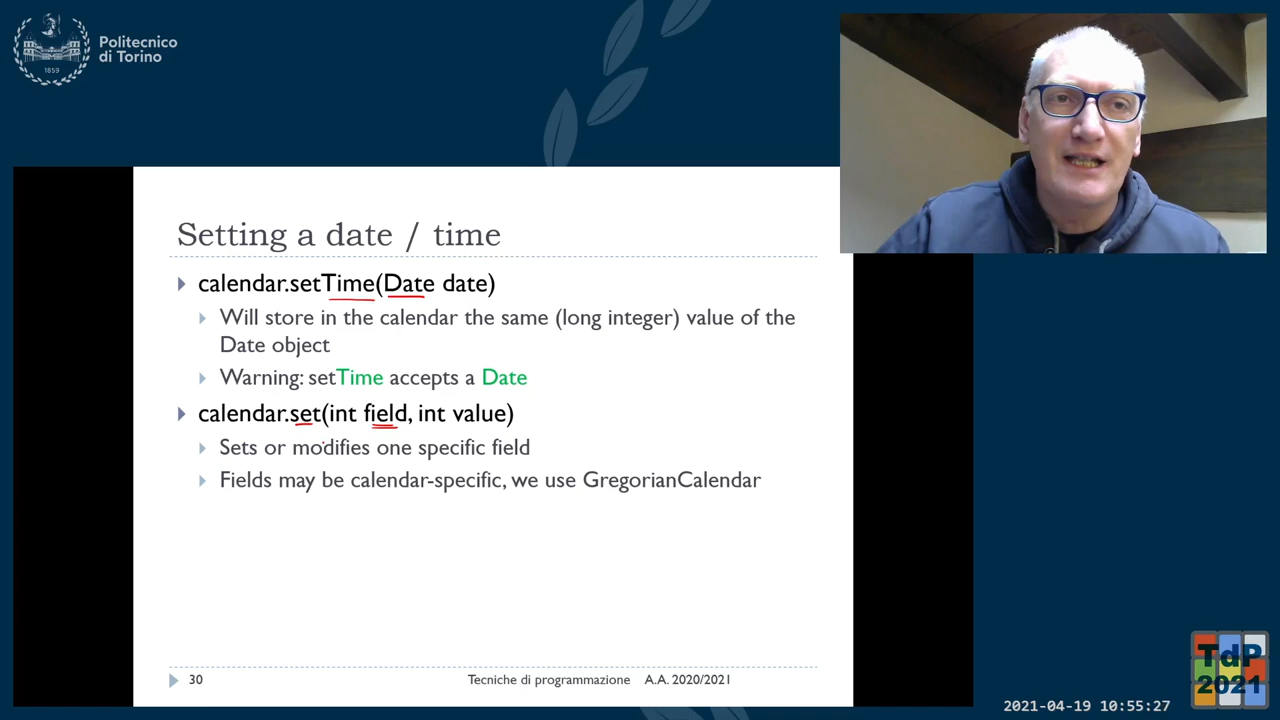 Politecnico
di Torino
1859
Setting a date / time
calendar.setTime(Date date)
Will store in the calendar the same (long integer) value of the
Date object
Warning: setTime accepts a Date
calendar.set(int field, int value)
Sets or modifies one specific field
Fields may be calendar-specific, we use GregorianCalendar
30
Tecniche di programmazione A.A. 2020/2021
TdP
2021
2021-04-19 10:55:27